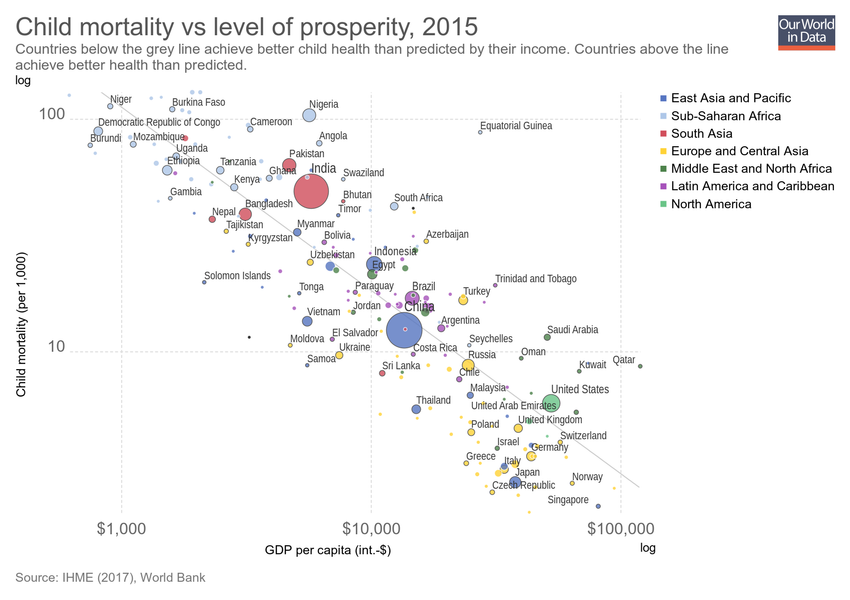 Child mortality vs level of prosperity, 2015
Our World
in Data
Countries below the grey line achieve better child health than predicted by their income. Countries above the line
achieve better health than predicted.
log
100
10
Child mortality (per 1,000)
Niger
Burkina Faso
Nigeria
Democratic Republic of Congo
Cameroon
Equatorial Guinea
Burundi
Mozambique
Angola
Uganda
Pakistan
Ethiopia
Tanzania
Ghana
India
Swaziland
Kenya
Gambia
Bhutan
South Africa
Bangladesh
Timor
Nepal
Tajikistan
Myanmar
Kyrgyzstan
Bolivia
Azerbaijan
Uzbekistan
Indonesia
Egypt
Solomon Islands
Trinidad and Tobago
Tonga
Paraguay
Brazil
Turkey
Vietnam
Jordan
China
Argentina
El Salvador
Saudi Arabia
Moldova
Seychelles
Ukraine
Costa Rica
Russia
Oman
Samoa
Sri Lanka
Kuwait
Qatar
Chile
Malaysia
United States
Thailand
United Arab Emirates
Poland
United Kingdom
Israel
Switzerland
Germany
Greece
Italy
Japan
Norway
Czech Republic
Singapore
East Asia and Pacific
Sub-Saharan Africa
South Asia
Europe and Central Asia
Middle East and North Africa
Latin America and Caribbean
North America
$1,000
$10,000
$100,000
GDP per capita (int.-$)
log
Source: IHME (2017), World Bank